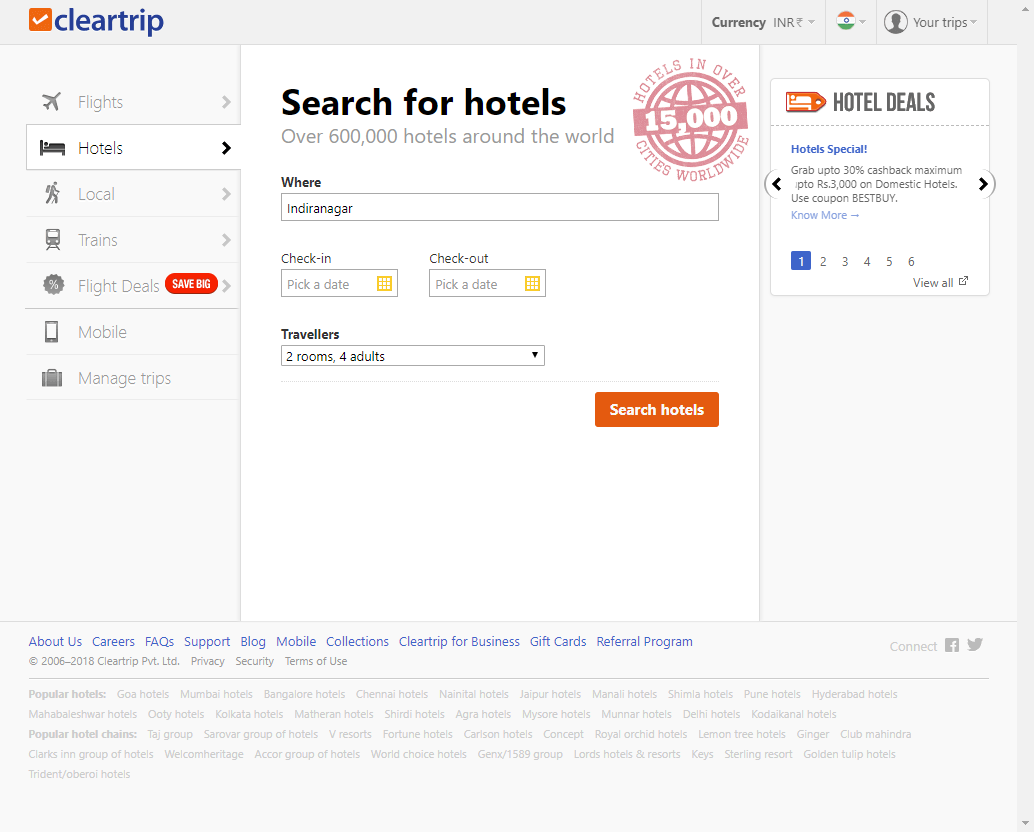 cleartrip
Currency INR₹
Your trips
Flights
Hotels
Local
Trains
Flight Deals SAVE BIG
Mobile
Manage trips
Search for hotels
Over 600,000 hotels around the world
HOTELS IN OVER
15,000
CITIES WORLDWIDE
Where
Indiranagar
Check-in
Check-out
Pick a date
Pick a date
Travellers
2 rooms, 4 adults
Search hotels
HOTEL DEALS
Hotels Special!
Grab upto 30% cashback maximum
upto Rs.3,000 on Domestic Hotels.
Use coupon BESTBUY.
Know More →
1 2 3 4 5 6
View all
About Us Careers FAQs Support Blog Mobile Collections Cleartrip for Business Gift Cards Referral Program
© 2006–2018 Cleartrip Pvt. Ltd. Privacy Security Terms of Use
Connect
Popular hotels: Goa hotels Mumbai hotels Bangalore hotels Chennai hotels Nainital hotels Jaipur hotels Manali hotels Shimla hotels Pune hotels Hyderabad hotels
Mahabaleshwar hotels Ooty hotels Kolkata hotels Matheran hotels Shirdi hotels Agra hotels Mysore hotels Munnar hotels Delhi hotels Kodaikanal hotels
Popular hotel chains: Taj group Sarovar group of hotels V resorts Fortune hotels Carlson hotels Concept Royal orchid hotels Lemon tree hotels Ginger Club mahindra
Clarks inn group of hotels Welcomheritage Accor group of hotels World choice hotels Genx/1589 group Lords hotels & resorts Keys Sterling resort Golden tulip hotels
Trident/oberoi hotels